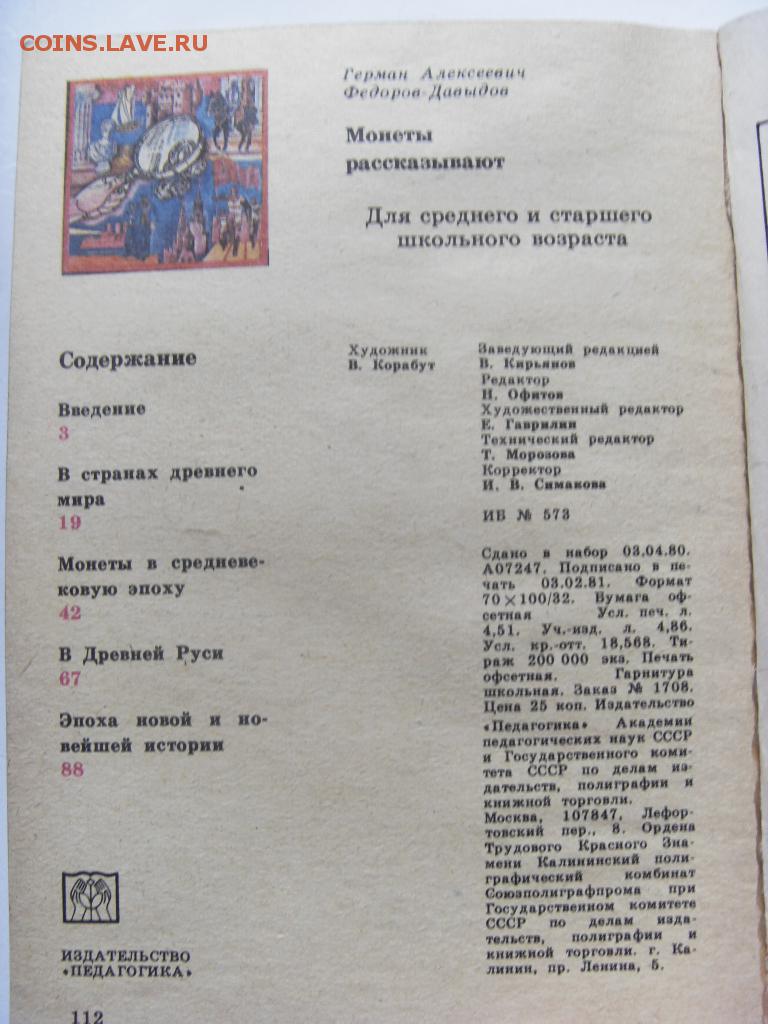 COINS.LAVE.RU
Герман Алексеевич
Федоров-Давыдов
Монеты
рассказывают
Для среднего и старшего
школьного возраста
Содержание
Введение
3
В странах древнего
мира
19
Монеты в средневе-
ковую эпоху
42
В Древней Руси
67
Эпоха новой и но-
вейшей истории
88
Художник
В. Корабут
Заведующий редакцией
В. Кирьянов
Редактор
Н. Офитов
Художественный редактор
Е. Гаврилин
Технический редактор
Т. Морозова
Корректор
И. В. Симакова
ИБ № 573
Сдано в набор 03.04.80.
А07247. Подписано в пе-
чать 03.02.81. Формат
70×100/32. Бумага оф-
сетная Усл. печ. л.
4,51. Уч.-изд. л. 4,86.
Усл. кр.-отт. 18,568. Ти-
раж 200 000 экз. Печать
офсетная. Гарнитура
школьная. Заказ № 1708.
Цена 25 коп. Издательство
«Педагогика» Академии
педагогических наук СССР
и Государственного коми-
тета СССР по делам из-
дательств, полиграфии и
книжной торговли.
Москва, 107847, Лефор-
товский пер., 8. Ордена
Трудового Красного Зна-
мени Калининский поли-
графический комбинат
Союзполиграфпрома при
Государственном комитете
СССР по делам изда-
тельств, полиграфии и
книжной торговли. г. Ка-
линин, пр. Ленина, 5.
ИЗДАТЕЛЬСТВО
«ПЕДАГОГИКА»
112